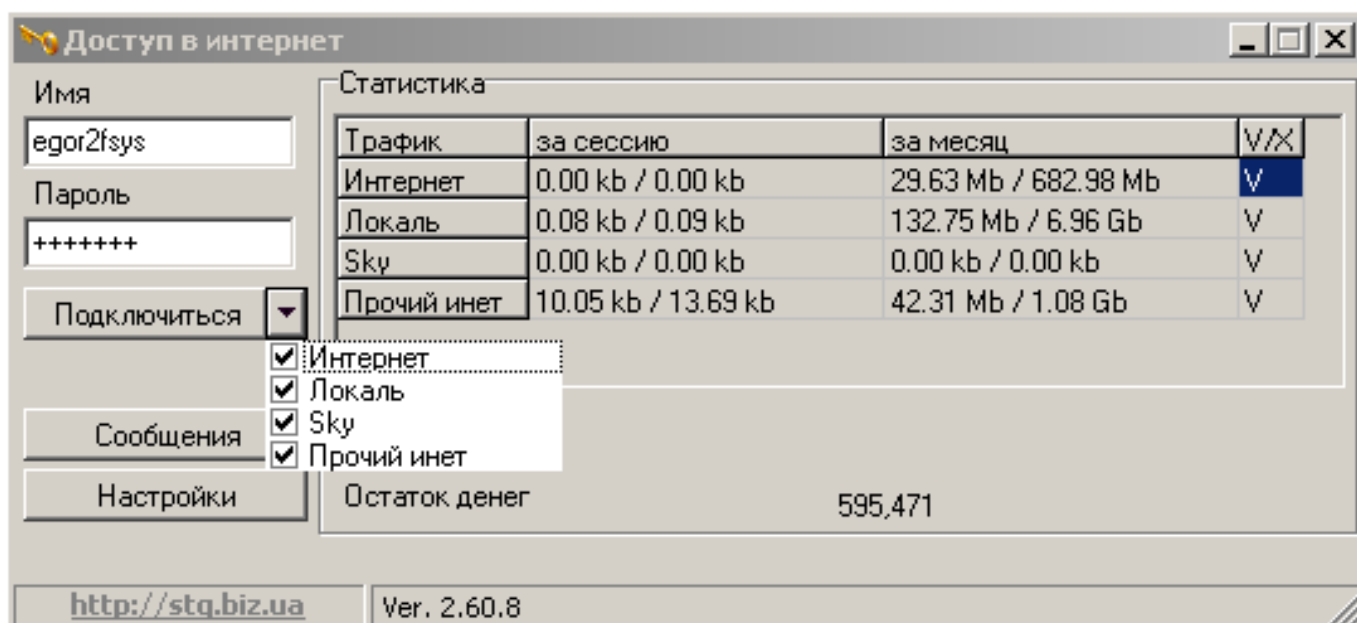 Доступ в интернет
Имя
egor2fsys
Пароль
+++++++
Подключиться
Интернет
Локаль
Sky
Прочий инет
Сообщения
Настройки
Статистика
Трафик за сессию за месяц V/X
Интернет 0.00 kb / 0.00 kb 29.63 Mb / 682.98 Mb V
Локаль 0.08 kb / 0.09 kb 132.75 Mb / 6.96 Gb V
Sky 0.00 kb / 0.00 kb 0.00 kb / 0.00 kb V
Прочий инет 10.05 kb / 13.69 kb 42.31 Mb / 1.08 Gb V
Остаток денег 595,471
http://stg.biz.ua Ver. 2.60.8